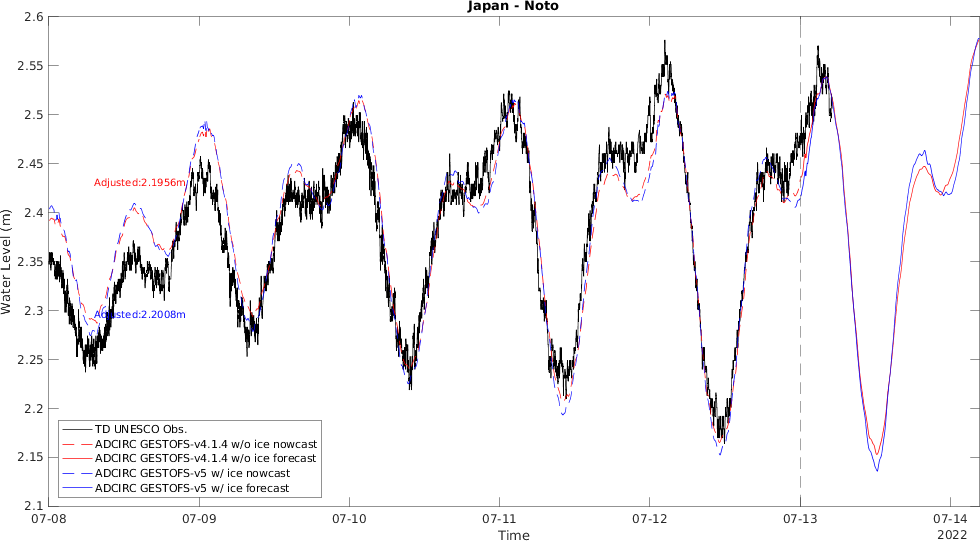 Japan - Noto
2.6
2.55
2.5
2.45
2.4
2.35
2.3
2.25
2.2
2.15
2.1
Water Level (m)
Adjusted:2.1956m
Adjusted:2.2008m
TD UNESCO Obs.
ADCIRC GESTOFS-v4.1.4 w/o ice nowcast
ADCIRC GESTOFS-v4.1.4 w/o ice forecast
ADCIRC GESTOFS-v5 w/ ice nowcast
ADCIRC GESTOFS-v5 w/ ice forecast
07-08 07-09 07-10 07-11 07-12 07-13 07-14
Time 2022